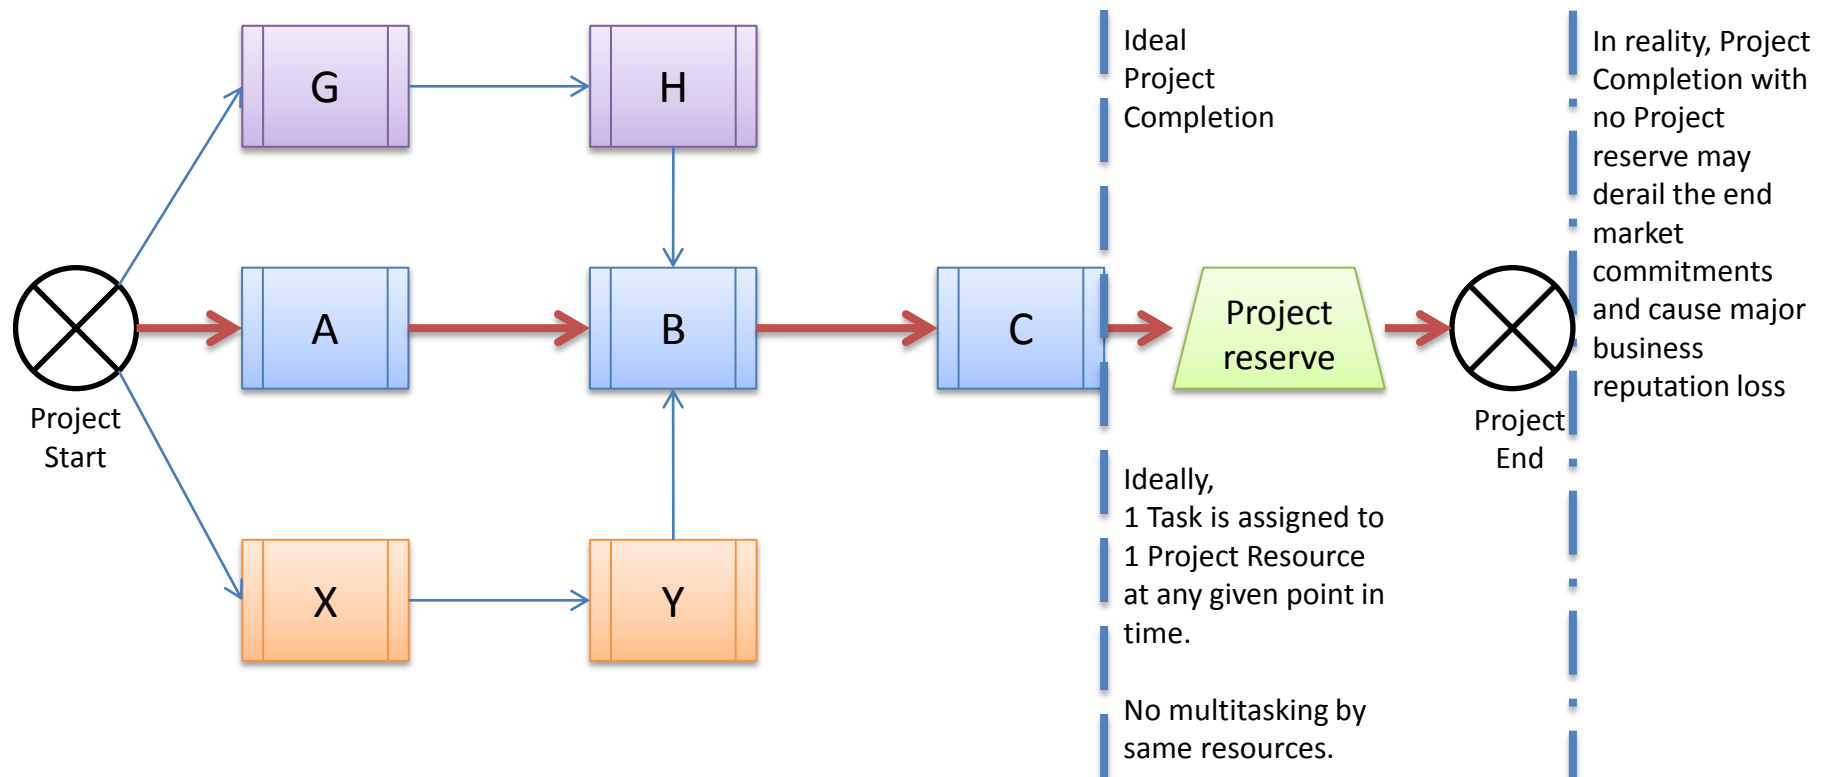 G
H
A
B
C
X
Y
Project
Start
Ideal
Project
Completion
Project
reserve
Project
End
Ideally,
1 Task is assigned to
1 Project Resource
at any given point in
time.
No multitasking by
same resources.
In reality, Project
Completion with
no Project
reserve may
derail the end
market
commitments
and cause major
business
reputation loss